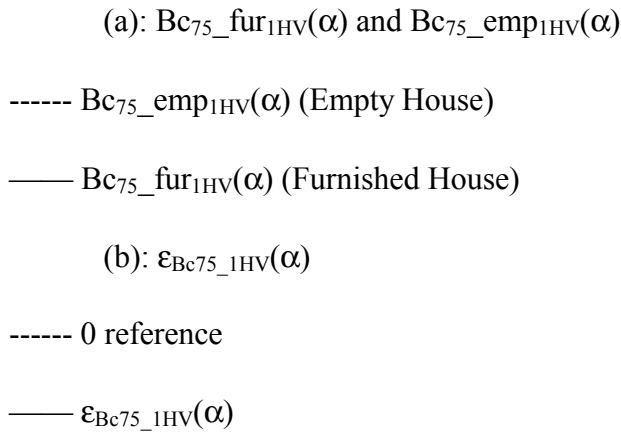 (a): Bc₇₅_fur₁HV(α) and Bc₇₅_emp₁HV(α)
------ Bc₇₅_emp₁HV(α) (Empty House)
—— Bc₇₅_fur₁HV(α) (Furnished House)
(b): εBc75_1HV(α)
------ 0 reference
—— εBc75_1HV(α)